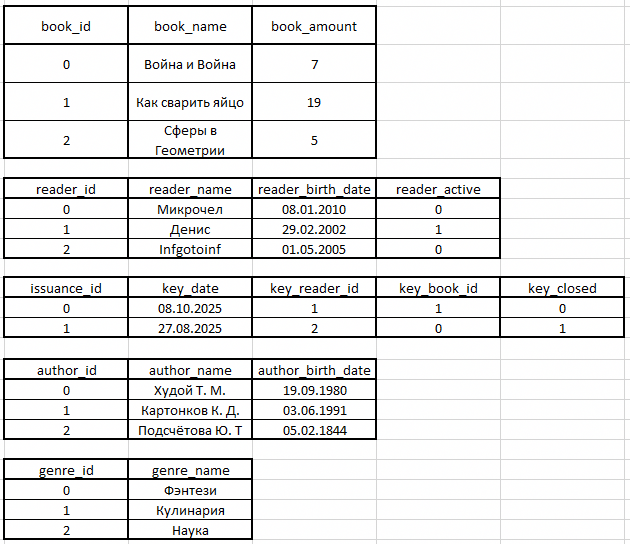 book_id book_name book_amount
0 Война и Война 7
1 Как сварить яйцо 19
2 Сферы в Геометрии 5
reader_id reader_name reader_birth_date reader_active
0 Микрочел 08.01.2010 0
1 Денис 29.02.2002 1
2 Infgotoinf 01.05.2005 0
issuance_id key_date key_reader_id key_book_id key_closed
0 08.10.2025 1 1 0
1 27.08.2025 2 0 1
author_id author_name author_birth_date
0 Худой Т. М. 19.09.1980
1 Картонков К. Д. 03.06.1991
2 Подсчётова Ю. Т 05.02.1844
genre_id genre_name
0 Фэнтези
1 Кулинария
2 Наука